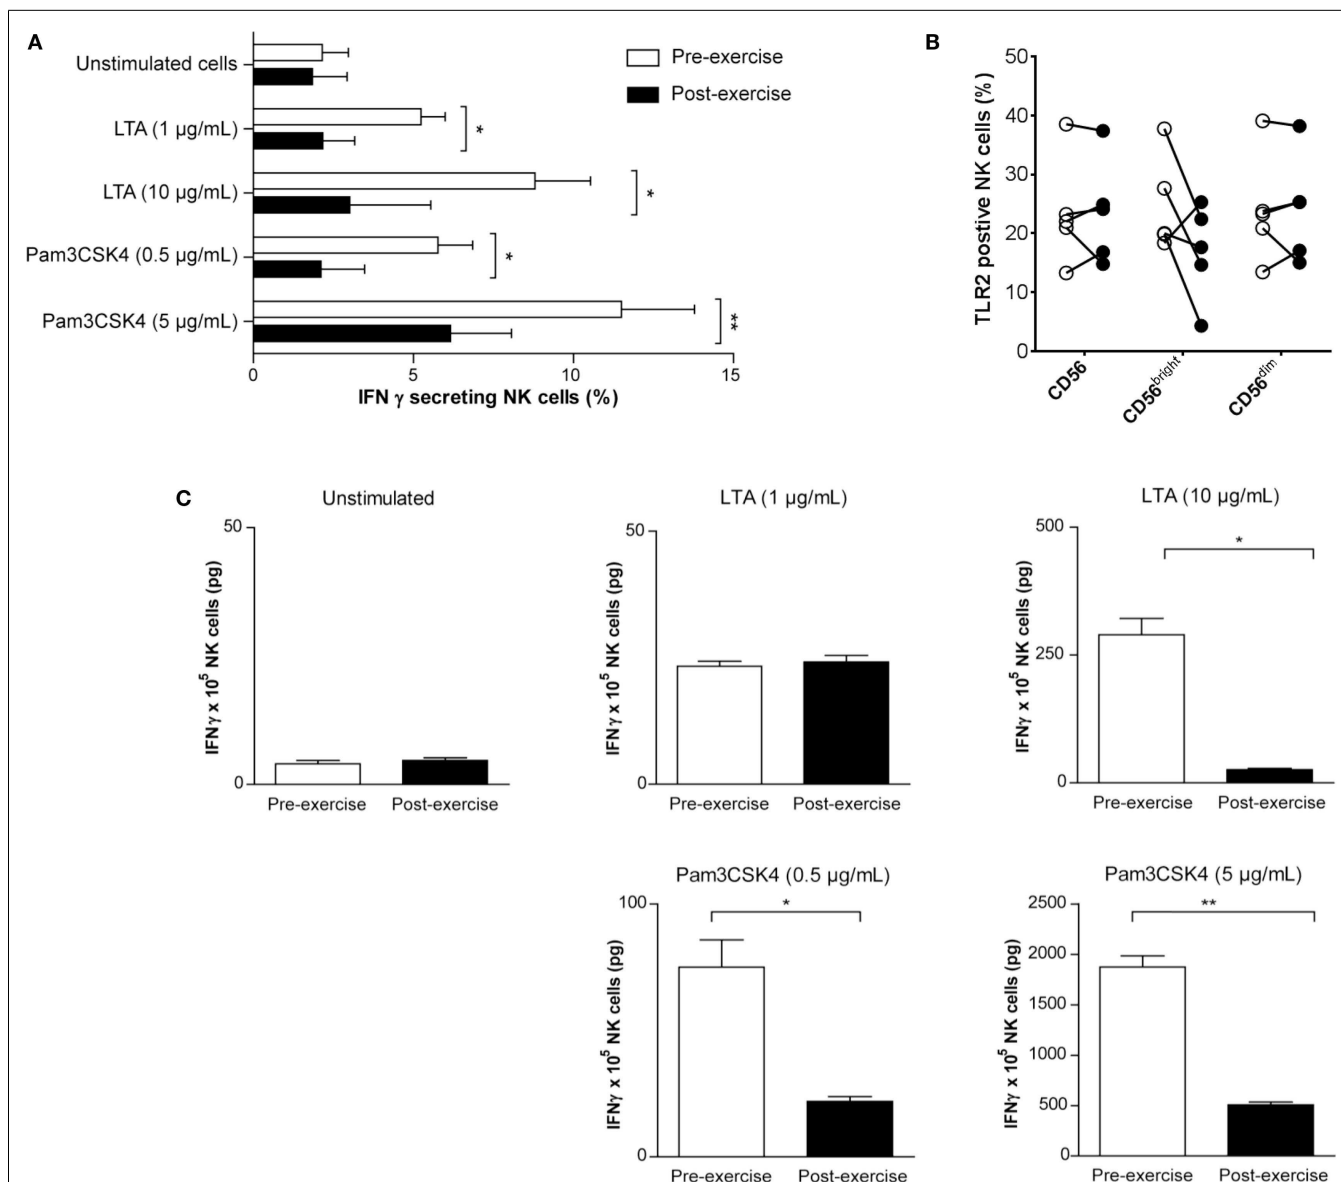 A
Unstimulated cells
LTA (1 µg/mL)
LTA (10 µg/mL)
Pam3CSK4 (0.5 µg/mL)
Pam3CSK4 (5 µg/mL)
Pre-exercise
Post-exercise
*
*
*
**
0 5 10 15
IFN γ secreting NK cells (%)
B
TLR2 postive NK cells (%)
50
40
30
20
10
0
CD56
CD56bright
CD56dim
C
Unstimulated
IFNγ x 10⁵ NK cells (pg)
50
0
Pre-exercise Post-exercise
LTA (1 µg/mL)
IFNγ x 10⁵ NK cells (pg)
50
0
Pre-exercise Post-exercise
LTA (10 µg/mL)
IFNγ x 10⁵ NK cells (pg)
500
250
0
*
Pre-exercise Post-exercise
Pam3CSK4 (0.5 µg/mL)
IFNγ x 10⁵ NK cells (pg)
100
0
*
Pre-exercise Post-exercise
Pam3CSK4 (5 µg/mL)
IFNγ x 10⁵ NK cells (pg)
2500
2000
1500
1000
500
0
**
Pre-exercise Post-exercise